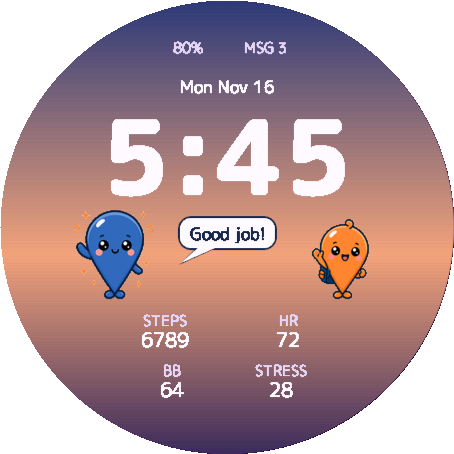 80% MSG 3
Mon Nov 16
5:45
Good job!
STEPS HR
6789 72
BB STRESS
64 28